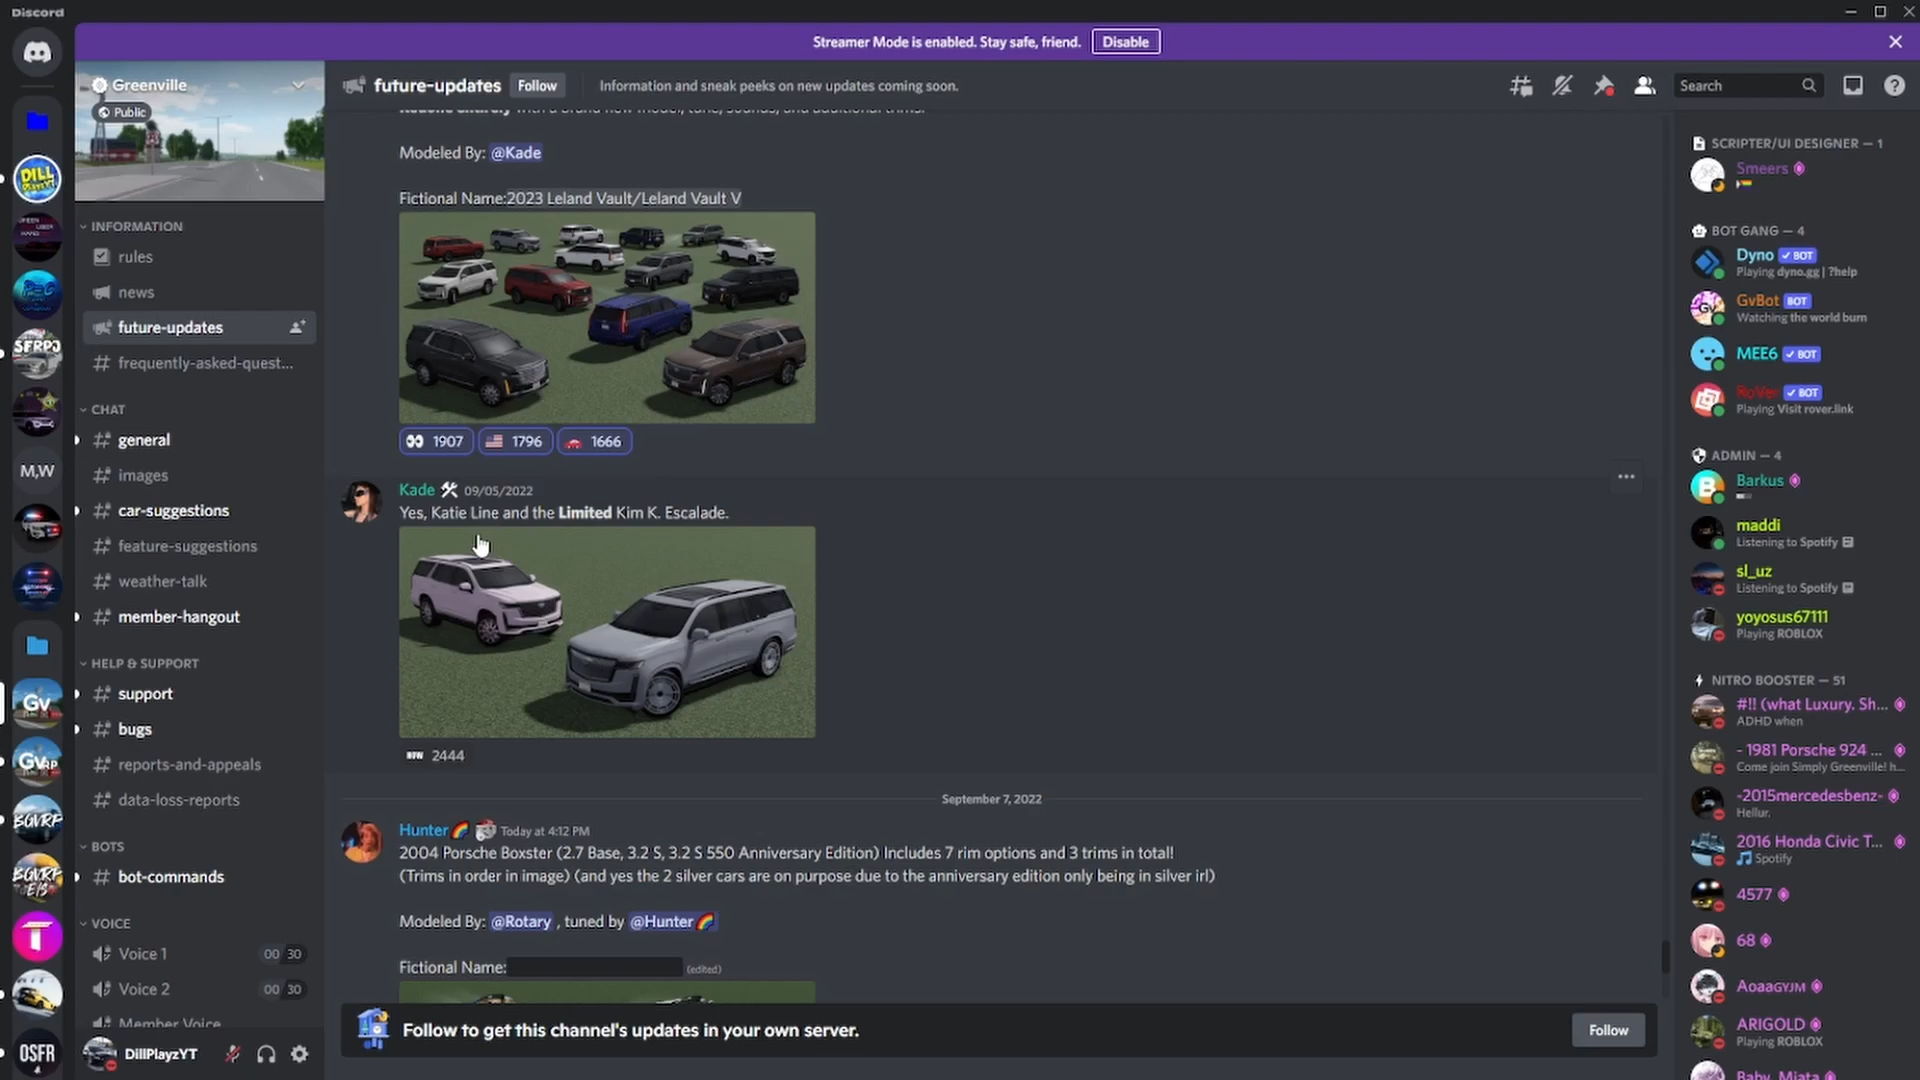 Discord
Streamer Mode is enabled. Stay safe, friend.
Disable
Greenville
Public
INFORMATION
rules
news
future-updates
frequently-asked-quest...
CHAT
general
images
car-suggestions
feature-suggestions
weather-talk
member-hangout
HELP & SUPPORT
support
bugs
reports-and-appeals
data-loss-reports
BOTS
bot-commands
VOICE
Voice 1
00 30
Voice 2
00 30
Member Voice
DillPlayzYT
DILL
SFRPJ
M,W
GV
GVRP
BGVRP
BGVRP
E/S
T
OSFR
future-updates
Follow
Information and sneak peeks on new updates coming soon.
Search
Modeled By: @Kade
Fictional Name:2023 Leland Vault/Leland Vault V
1907
1796
1666
Kade 09/05/2022
Yes, Katie Line and the Limited Kim K. Escalade.
2444
September 7, 2022
Hunter Today at 4:12 PM
2004 Porsche Boxster (2.7 Base, 3.2 S, 3.2 S 550 Anniversary Edition) Includes 7 rim options and 3 trims in total!
(Trims in order in image) (and yes the 2 silver cars are on purpose due to the anniversary edition only being in silver irl)
Modeled By: @Rotary , tuned by @Hunter
Fictional Name:
(edited)
Follow to get this channel's updates in your own server.
Follow
SCRIPTER/UI DESIGNER — 1
Smeers
BOT GANG — 4
Dyno BOT
Playing dyno.gg | ?help
GvBot BOT
Watching the world burn
MEE6 BOT
RoVer BOT
Playing Visit rover.link
ADMIN — 4
Barkus
maddi
Listening to Spotify
sl_uz
Listening to Spotify
yoyosus67111
Playing ROBLOX
NITRO BOOSTER — 51
#!! (what Luxury. Sh...
ADHD when
- 1981 Porsche 924 ...
Come join Simply Greenville! h...
-2015mercedesbenz-
Hellur.
2016 Honda Civic T...
Spotify
4577
68
AoaaGYJM
ARIGOLD
Playing ROBLOX
Baby_Miata